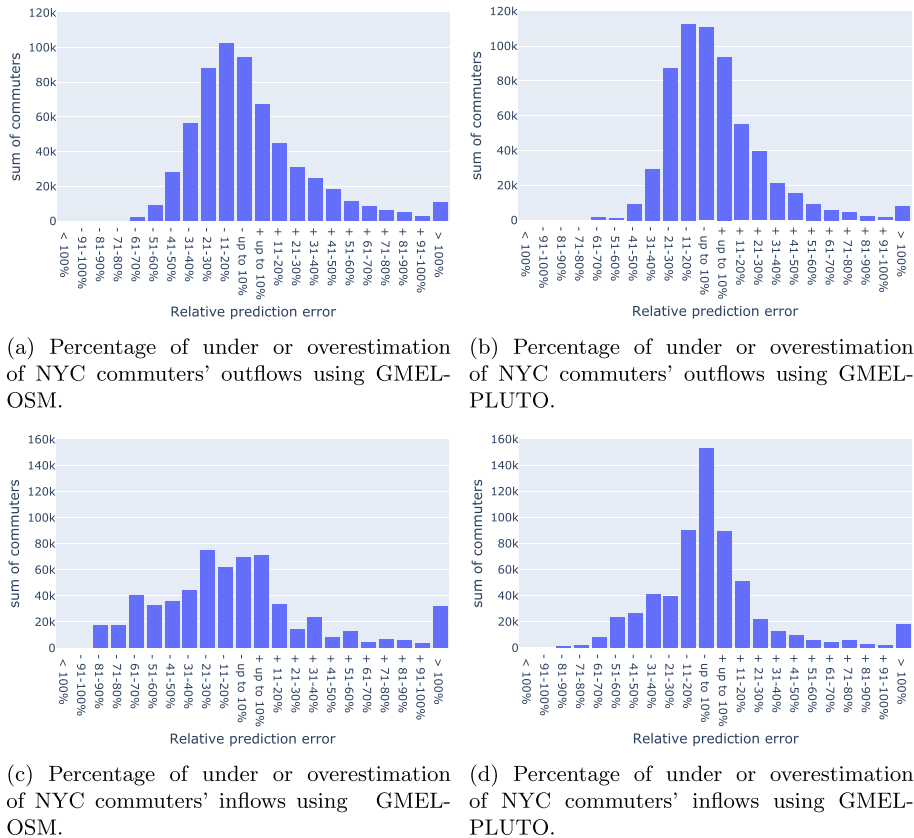 120k
100k
80k
60k
40k
20k
0
sum of commuters
< 100%
- 91-100%
- 81-90%
- 71-80%
- 61-70%
- 51-60%
- 41-50%
- 31-40%
- 21-30%
- 11-20%
- up to 10%
+ up to 10%
+ 11-20%
+ 21-30%
+ 31-40%
+ 41-50%
+ 51-60%
+ 61-70%
+ 71-80%
+ 81-90%
+ 91-100%
> 100%
Relative prediction error
(a) Percentage of under or overestimation
of NYC commuters’ outflows using GMEL-
OSM.
120k
100k
80k
60k
40k
20k
0
sum of commuters
< 100%
- 91-100%
- 81-90%
- 71-80%
- 61-70%
- 51-60%
- 41-50%
- 31-40%
- 21-30%
- 11-20%
- up to 10%
+ up to 10%
+ 11-20%
+ 21-30%
+ 31-40%
+ 41-50%
+ 51-60%
+ 61-70%
+ 71-80%
+ 81-90%
+ 91-100%
> 100%
Relative prediction error
(b) Percentage of under or overestimation
of NYC commuters’ outflows using GMEL-
PLUTO.
160k
140k
120k
100k
80k
60k
40k
20k
0
sum of commuters
< 100%
- 91-100%
- 81-90%
- 71-80%
- 61-70%
- 51-60%
- 41-50%
- 31-40%
- 21-30%
- 11-20%
- up to 10%
+ up to 10%
+ 11-20%
+ 21-30%
+ 31-40%
+ 41-50%
+ 51-60%
+ 61-70%
+ 71-80%
+ 81-90%
+ 91-100%
> 100%
Relative prediction error
(c) Percentage of under or overestimation
of NYC commuters’ inflows using GMEL-
OSM.
160k
140k
120k
100k
80k
60k
40k
20k
0
sum of commuters
< 100%
- 91-100%
- 81-90%
- 71-80%
- 61-70%
- 51-60%
- 41-50%
- 31-40%
- 21-30%
- 11-20%
- up to 10%
+ up to 10%
+ 11-20%
+ 21-30%
+ 31-40%
+ 41-50%
+ 51-60%
+ 61-70%
+ 71-80%
+ 81-90%
+ 91-100%
> 100%
Relative prediction error
(d) Percentage of under or overestimation
of NYC commuters’ inflows using GMEL-
PLUTO.